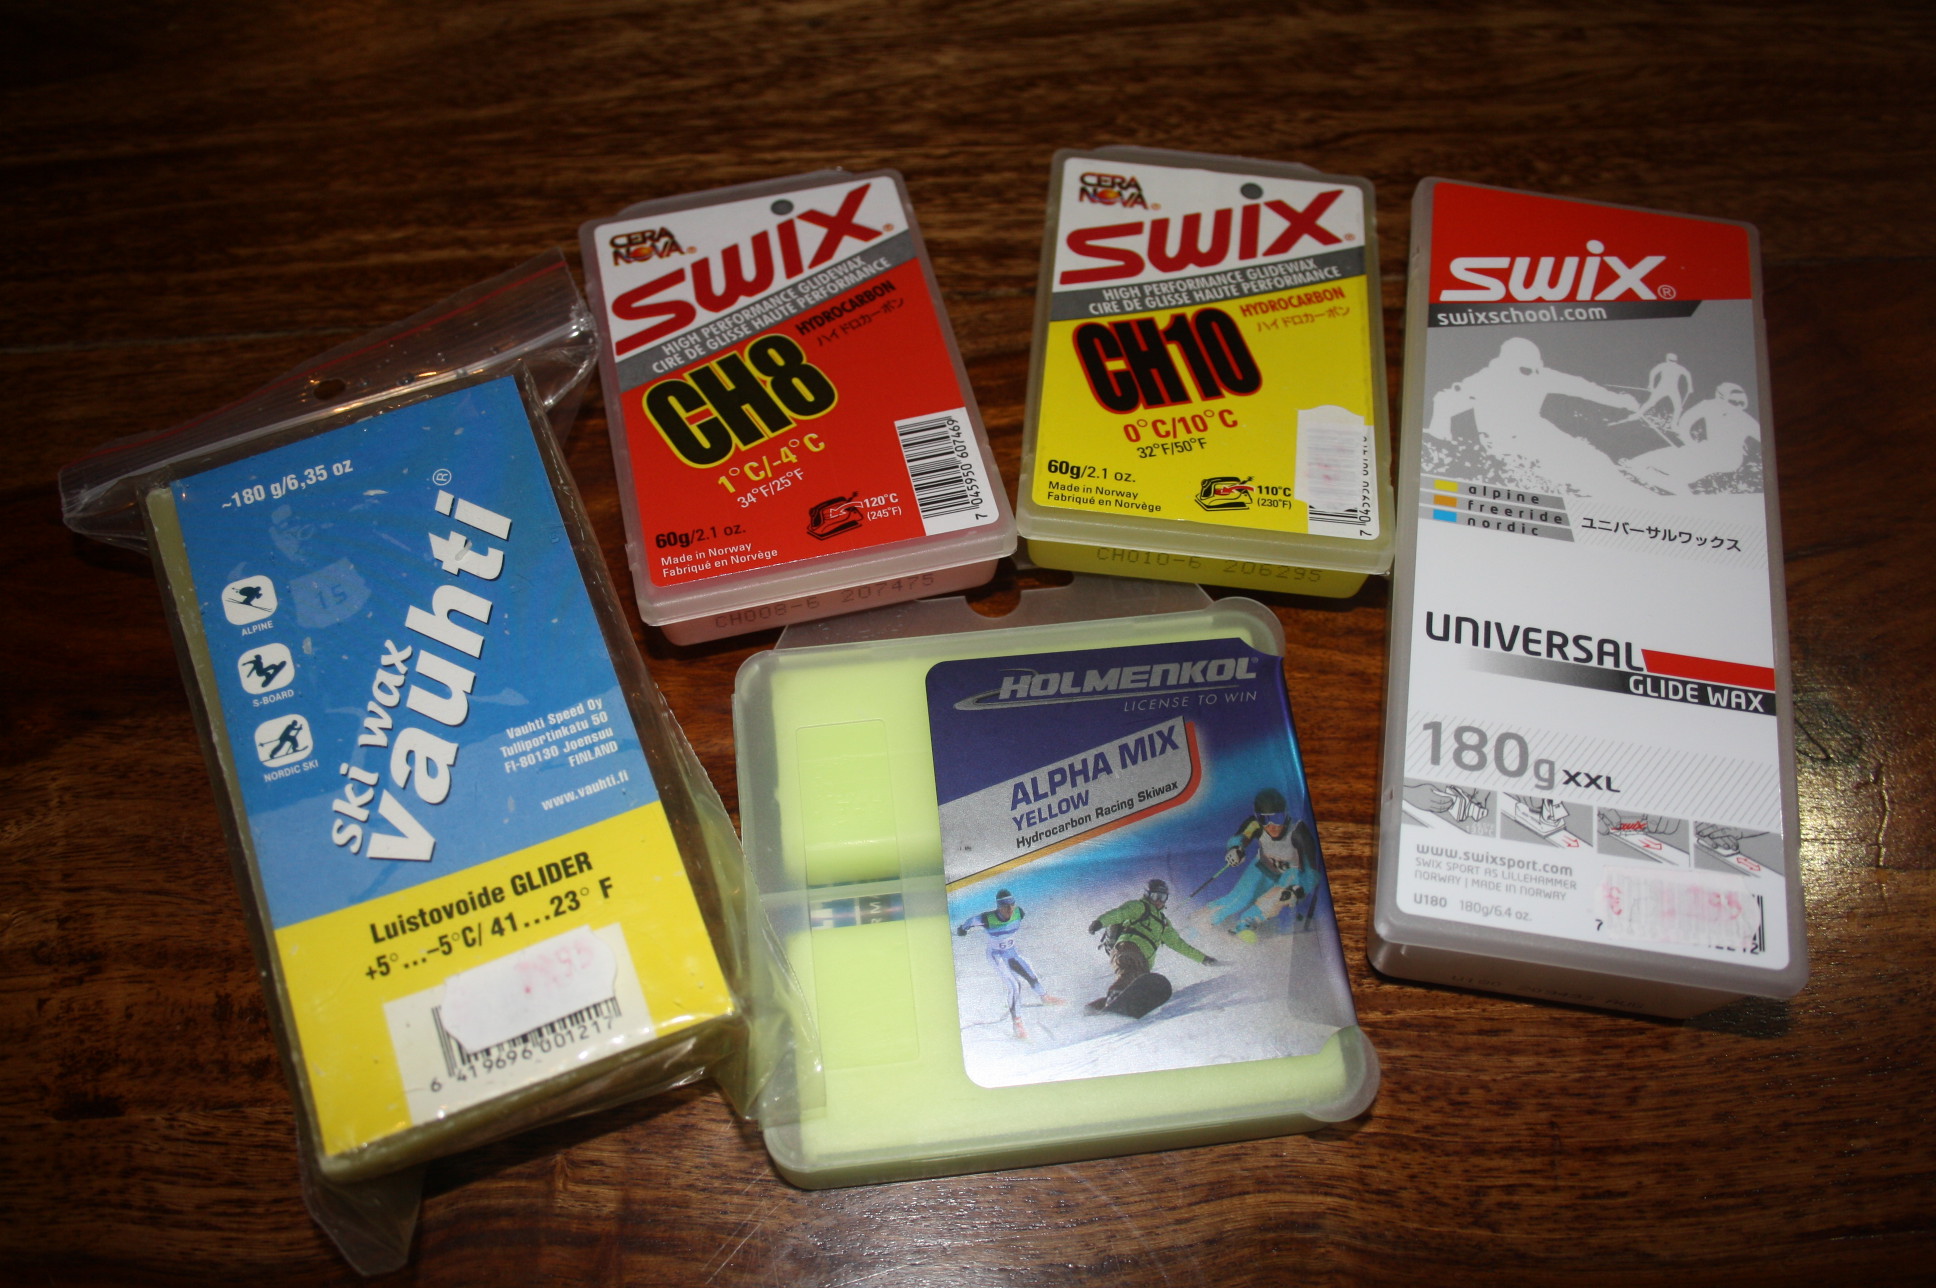 ~180 g/6,35 oz
ski wax
vauhti®
ALPINE
S-BOARD
NORDIC SKI
Vauhti Speed Oy
Tulliportinkatu 50
FI-80130 Joensuu
FINLAND
www.vauhti.fi
Luistovoide GLIDER
+5°...–5°C/ 41...23° F
6 419696 001217
CERA
NOVA®
SWIX®
HIGH PERFORMANCE GLIDEWAX
CIRE DE GLISSE HAUTE PERFORMANCE
HYDROCARBON
ハイドロカーボン
CH8
1°C/-4°C
34°F/25°F
120°C
(245°F)
60g/2.1 oz.
Made in Norway
Fabriqué en Norvège
7 045950 607469
CH008-6 207475
CERA
NOVA®
SWIX®
HIGH PERFORMANCE GLIDEWAX
CIRE DE GLISSE HAUTE PERFORMANCE
HYDROCARBON
ハイドロカーボン
CH10
0°C/10°C
32°F/50°F
60g/2.1 oz.
Made in Norway
Fabriqué en Norvège
110°C
(230°F)
CH010-6 206295
HOLMENKOL®
LICENSE TO WIN
ALPHA MIX
YELLOW
Hydrocarbon Racing Skiwax
SWIX®
swixschool.com
alpine
freeride
nordic
ユニバーサルワックス
UNIVERSAL
GLIDE WAX
180g XXL
www.swixsport.com
SWIX SPORT AS LILLEHAMMER
NORWAY | MADE IN NORWAY
U180 180g/6.4 oz.